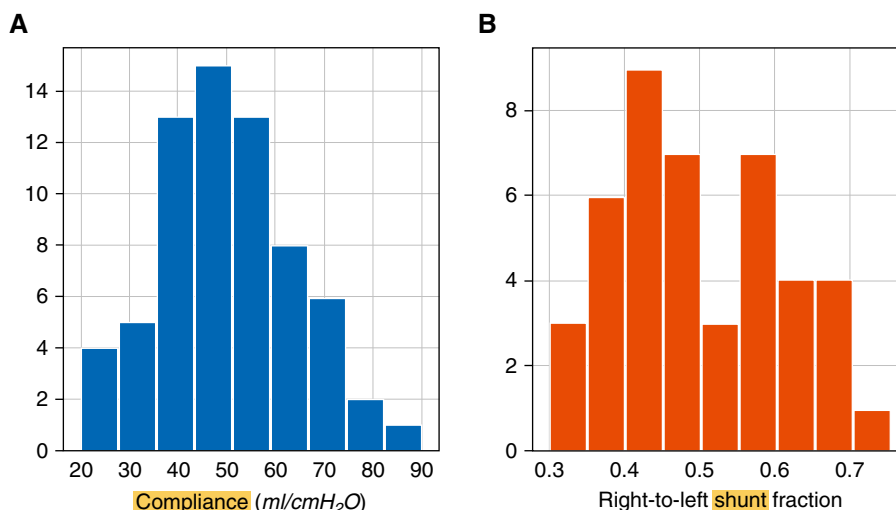 A
B
14
12
10
8
6
4
2
0
20 30 40 50 60 70 80 90
Compliance (ml/cmH₂O)
8
6
4
2
0
0.3 0.4 0.5 0.6 0.7
Right-to-left shunt fraction